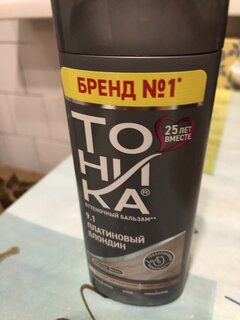 БРЕНД №1*
ТО
НИ
КА®
25 ЛЕТ
ВМЕСТЕ
ОТТЕНОЧНЫЙ БАЛЬЗАМ**
9.1
ПЛАТИНОВЫЙ
БЛОНДИН